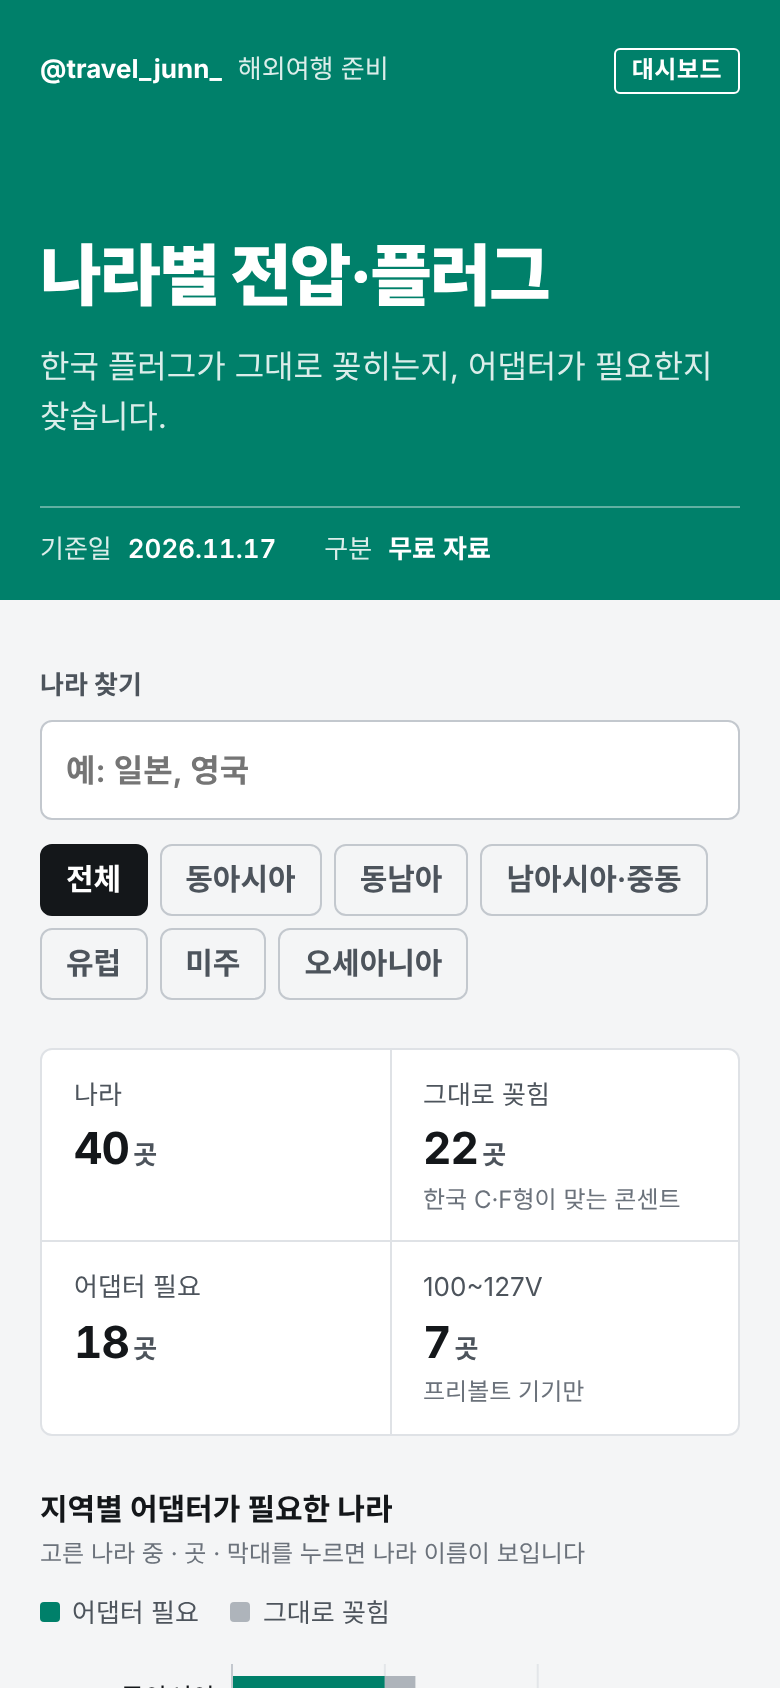 @travel_junn_ 해외여행 준비
대시보드
나라별 전압·플러그
한국 플러그가 그대로 꽂히는지, 어댑터가 필요한지
찾습니다.
기준일 2026.11.17 구분 무료 자료
나라 찾기
예: 일본, 영국
전체 동아시아 동남아 남아시아·중동
유럽 미주 오세아니아
나라
40곳
그대로 꽂힘
22곳
한국 C·F형이 맞는 콘센트
어댑터 필요
18곳
100~127V
7곳
프리볼트 기기만
지역별 어댑터가 필요한 나라
고른 나라 중 · 곳 · 막대를 누르면 나라 이름이 보입니다
어댑터 필요 그대로 꽂힘